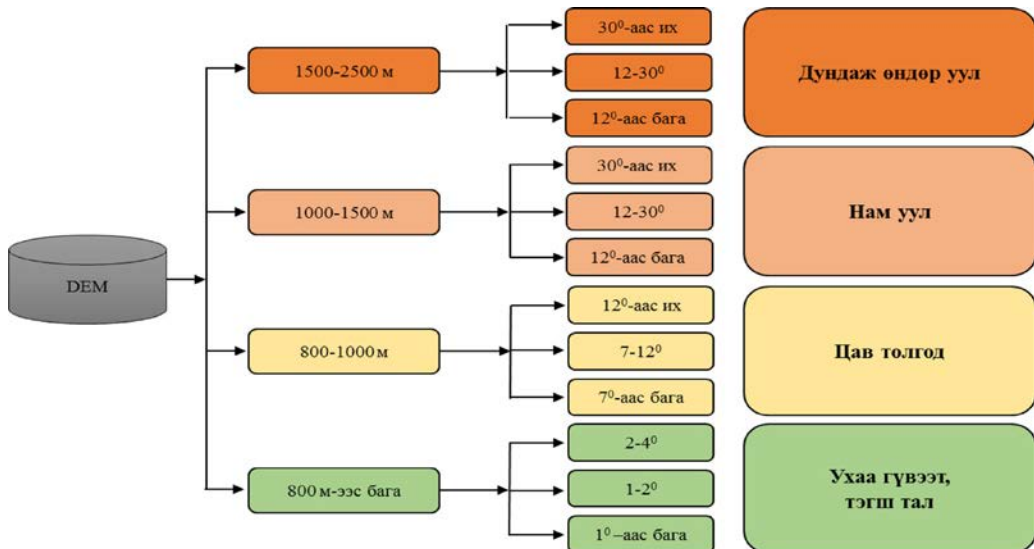 DEM
1500-2500 м
30⁰-аас их
12-30⁰
12⁰-аас бага
Дундаж өндөр уул
1000-1500 м
30⁰-аас их
12-30⁰
12⁰-аас бага
Нам уул
800-1000 м
12⁰-аас их
7-12⁰
7⁰-аас бага
Цав толгод
800 м-ээс бага
2-4⁰
1-2⁰
1⁰–аас бага
Ухаа гүвээт,
тэгш тал